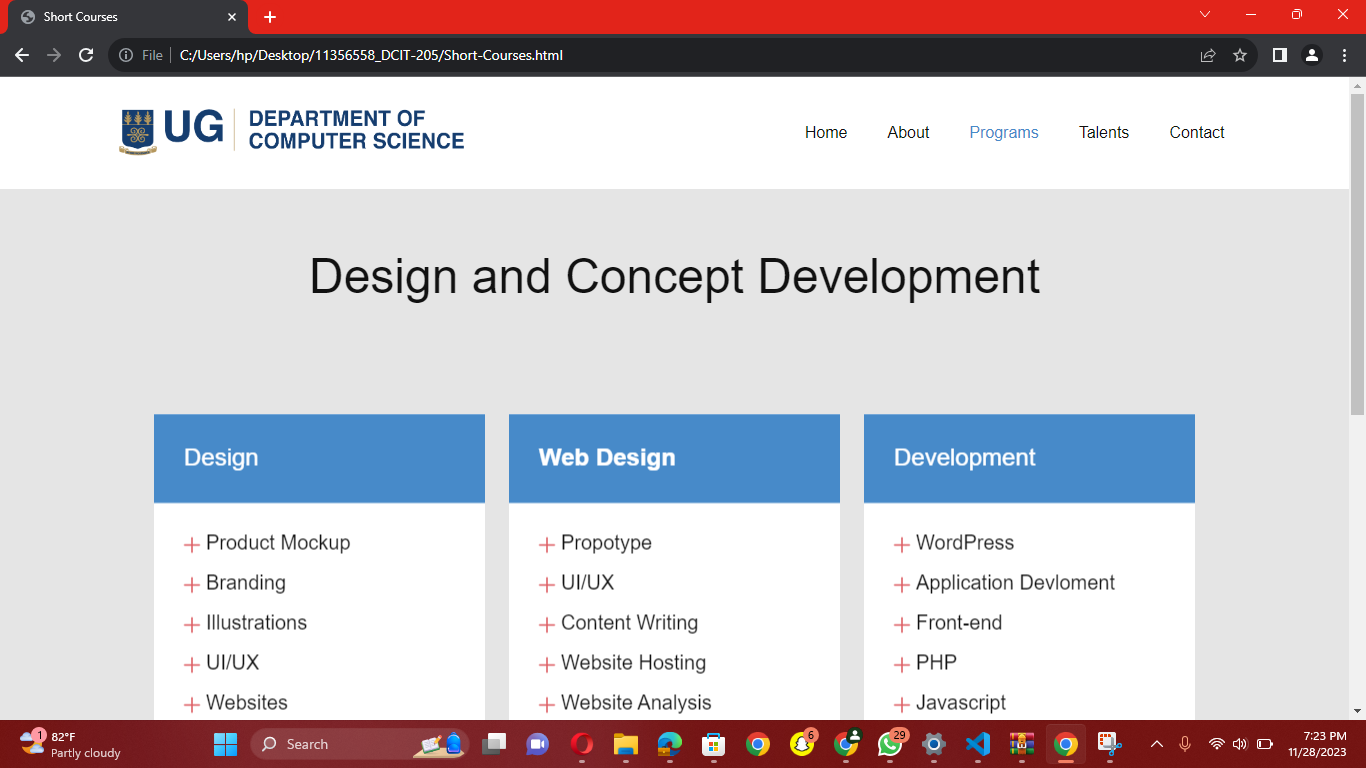 Short Courses
File
C:/Users/hp/Desktop/11356558_DCIT-205/Short-Courses.html
UG
DEPARTMENT OF
COMPUTER SCIENCE
Home About Programs Talents Contact
Design and Concept Development
Design
Product Mockup
Branding
Illustrations
UI/UX
Websites
Web Design
Propotype
UI/UX
Content Writing
Website Hosting
Website Analysis
Development
WordPress
Application Devloment
Front-end
PHP
Javascript
1
82°F
Partly cloudy
Search
6
29
7:23 PM
11/28/2023